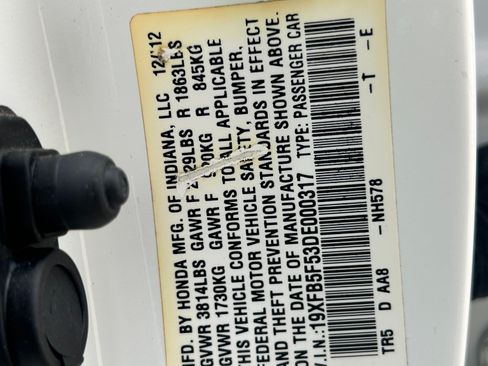 MFD. BY HONDA MFG. OF INDIANA, LLC 12/12
GVWR 3814LBS GAWR F 2029LBS R 1863LBS
GVWR 1730KG GAWR F 920KG R 845KG
THIS VEHICLE CONFORMS TO ALL APPLICABLE
FEDERAL MOTOR VEHICLE SAFETY, BUMPER,
AND THEFT PREVENTION STANDARDS IN EFFECT
ON THE DATE OF MANUFACTURE SHOWN ABOVE.
V.I.N.:19XFB5F53DE000317 TYPE: PASSENGER CAR
TR5 D AA8 -NH578 -T -E